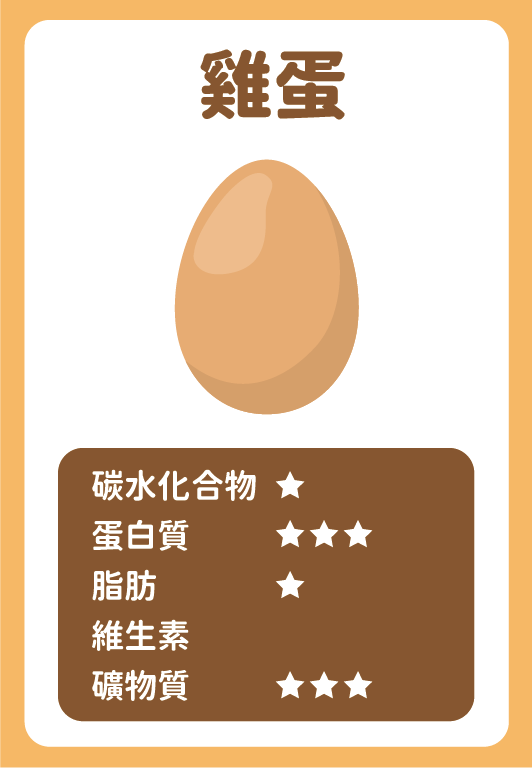 雞蛋
碳水化合物 ★
蛋白質 ★★★
脂肪 ★
維生素
礦物質 ★★★